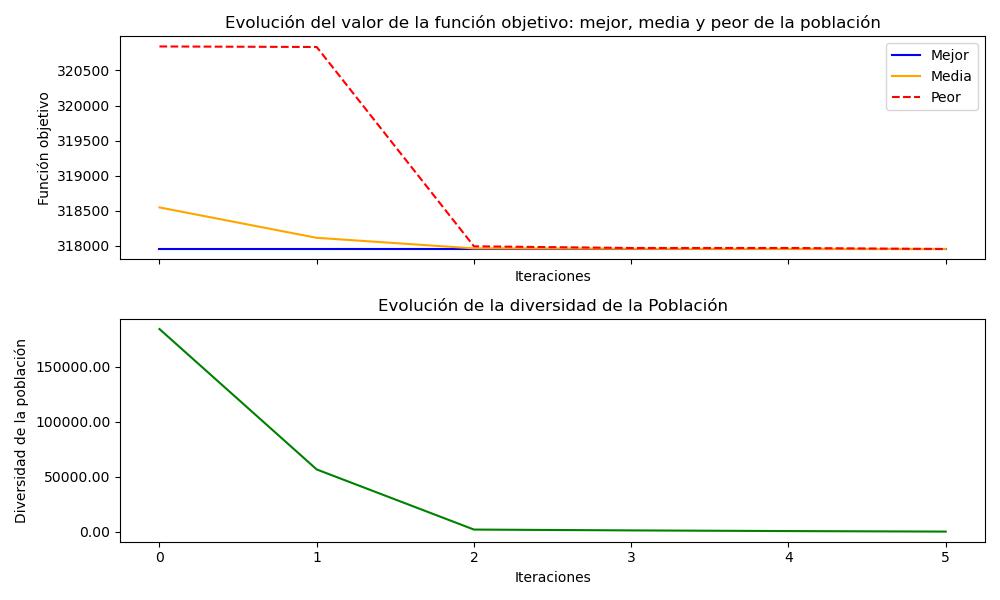 Evolución del valor de la función objetivo: mejor, media y peor de la población
Función objetivo
320500
320000
319500
319000
318500
318000
Mejor
Media
Peor
Iteraciones
Evolución de la diversidad de la Población
Diversidad de la población
150000.00
100000.00
50000.00
0.00
0 1 2 3 4 5
Iteraciones